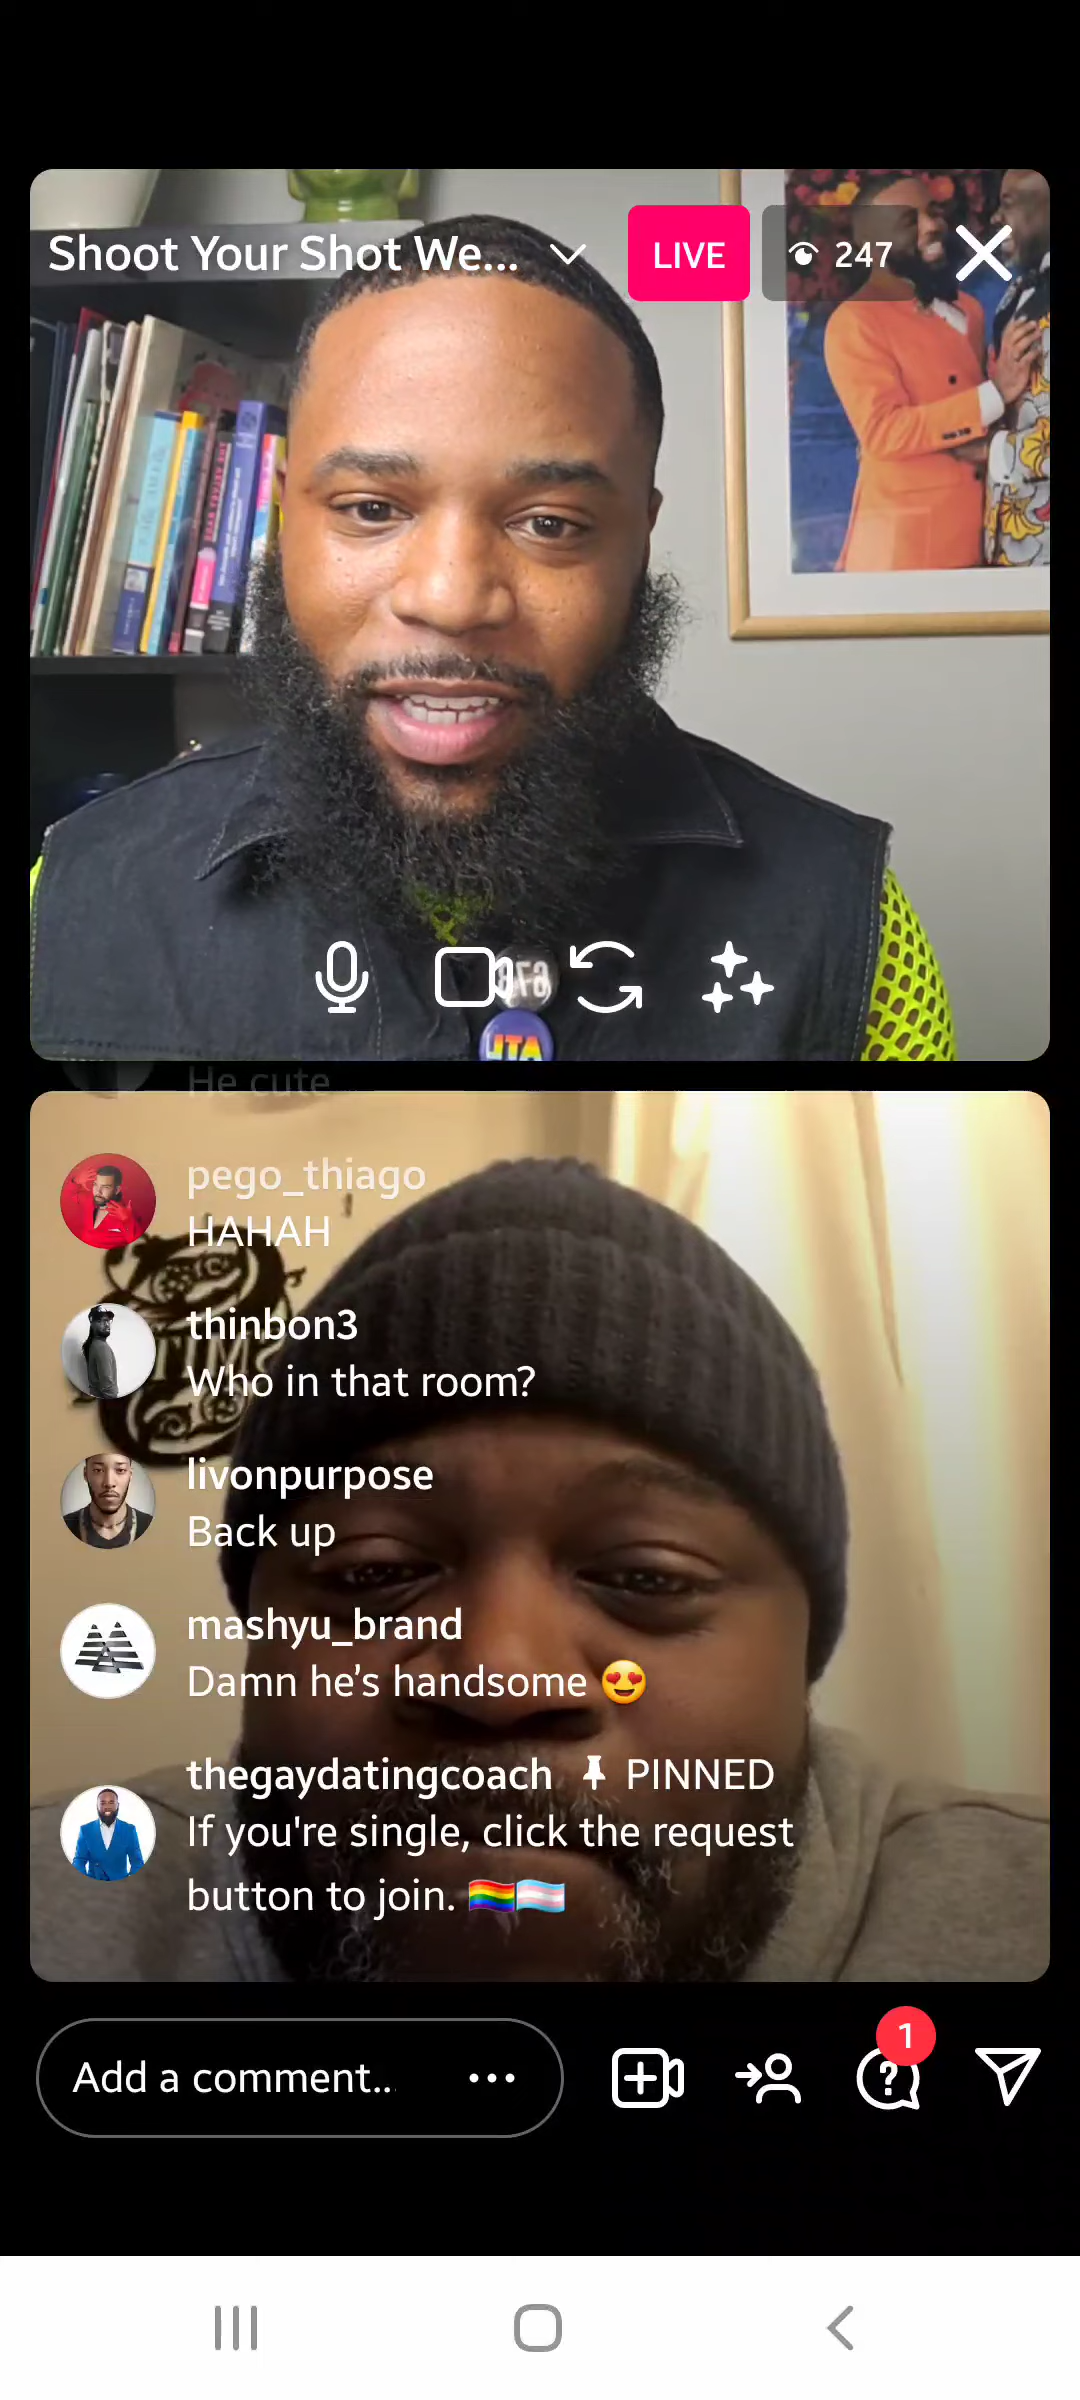 Shoot Your Shot We...
LIVE
247
He cute
pego_thiago
HAHAH
thinbon3
Who in that room?
livonpurpose
Back up
mashyu_brand
Damn he's handsome 😍
thegaydatingcoach 📌 PINNED
If you're single, click the request
button to join. 🏳️‍🌈🏳️‍⚧️
Add a comment...
1